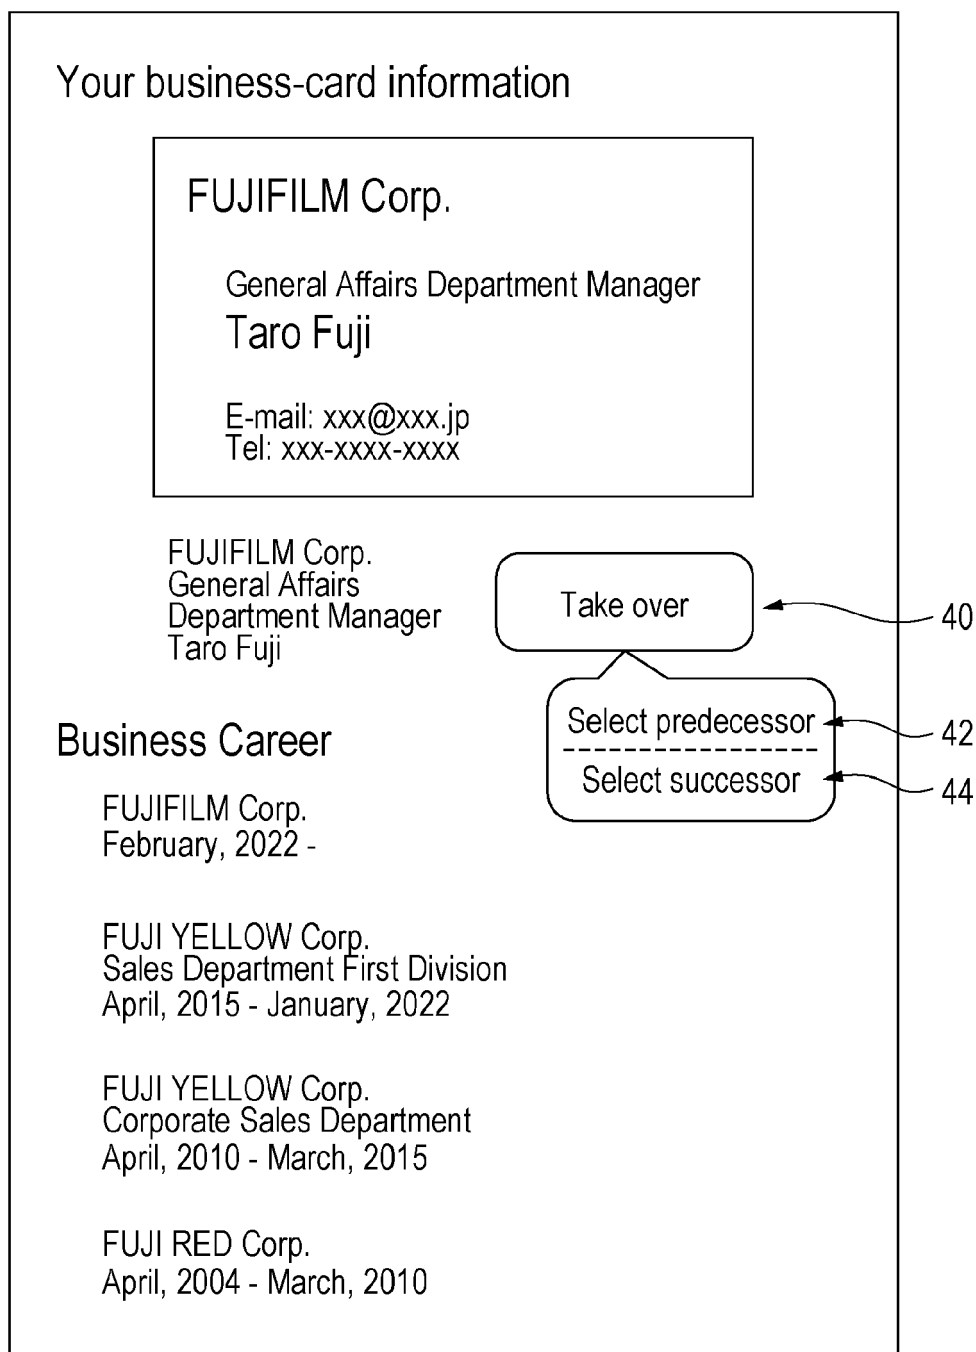 Your business-card information
FUJIFILM Corp.
General Affairs Department Manager
Taro Fuji
E-mail: xxx@xxx.jp
Tel: xxx-xxxx-xxxx
FUJIFILM Corp.
General Affairs
Department Manager
Taro Fuji
Take over
40
Select predecessor
42
Select successor
44
Business Career
FUJIFILM Corp.
February, 2022 -
FUJI YELLOW Corp.
Sales Department First Division
April, 2015 - January, 2022
FUJI YELLOW Corp.
Corporate Sales Department
April, 2010 - March, 2015
FUJI RED Corp.
April, 2004 - March, 2010